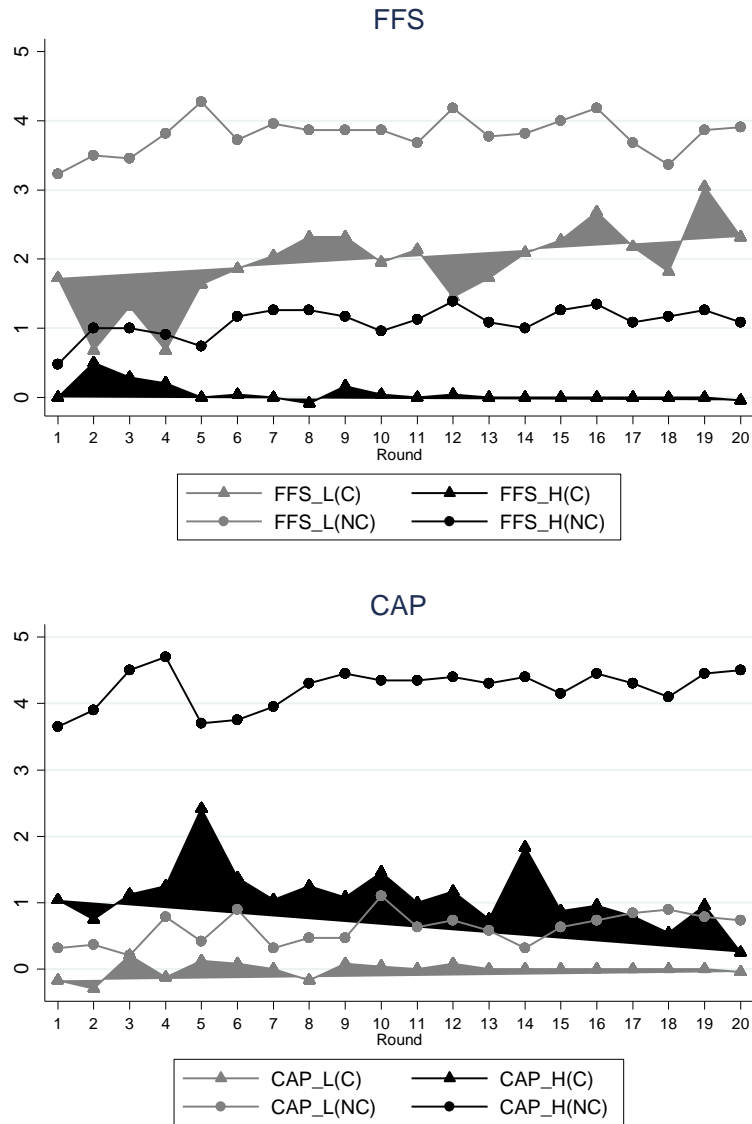 FFS
5
4
3
2
1
0
1 2 3 4 5 6 7 8 9 10 11 12 13 14 15 16 17 18 19 20
Round
FFS_L(C) FFS_H(C)
FFS_L(NC) FFS_H(NC)
CAP
5
4
3
2
1
0
1 2 3 4 5 6 7 8 9 10 11 12 13 14 15 16 17 18 19 20
Round
CAP_L(C) CAP_H(C)
CAP_L(NC) CAP_H(NC)